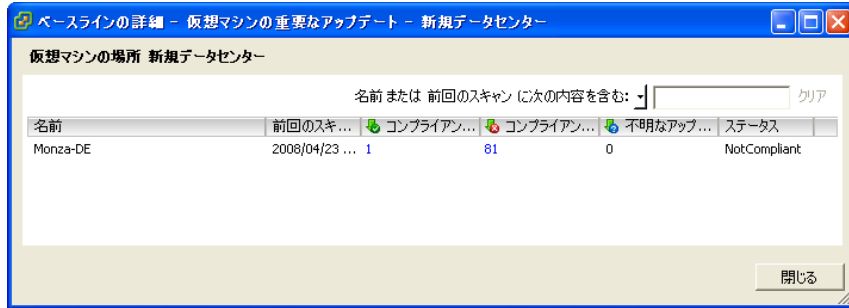 ベースラインの詳細 - 仮想マシンの重要なアップデート - 新規データセンター
仮想マシンの場所 新規データセンター
名前 または 前回のスキャン に次の内容を含む: クリア
名前 前回のスキ... コンプライアン... コンプライアン... 不明なアップ... ステータス
Monza-DE 2008/04/23 ... 1 81 0 NotCompliant
閉じる